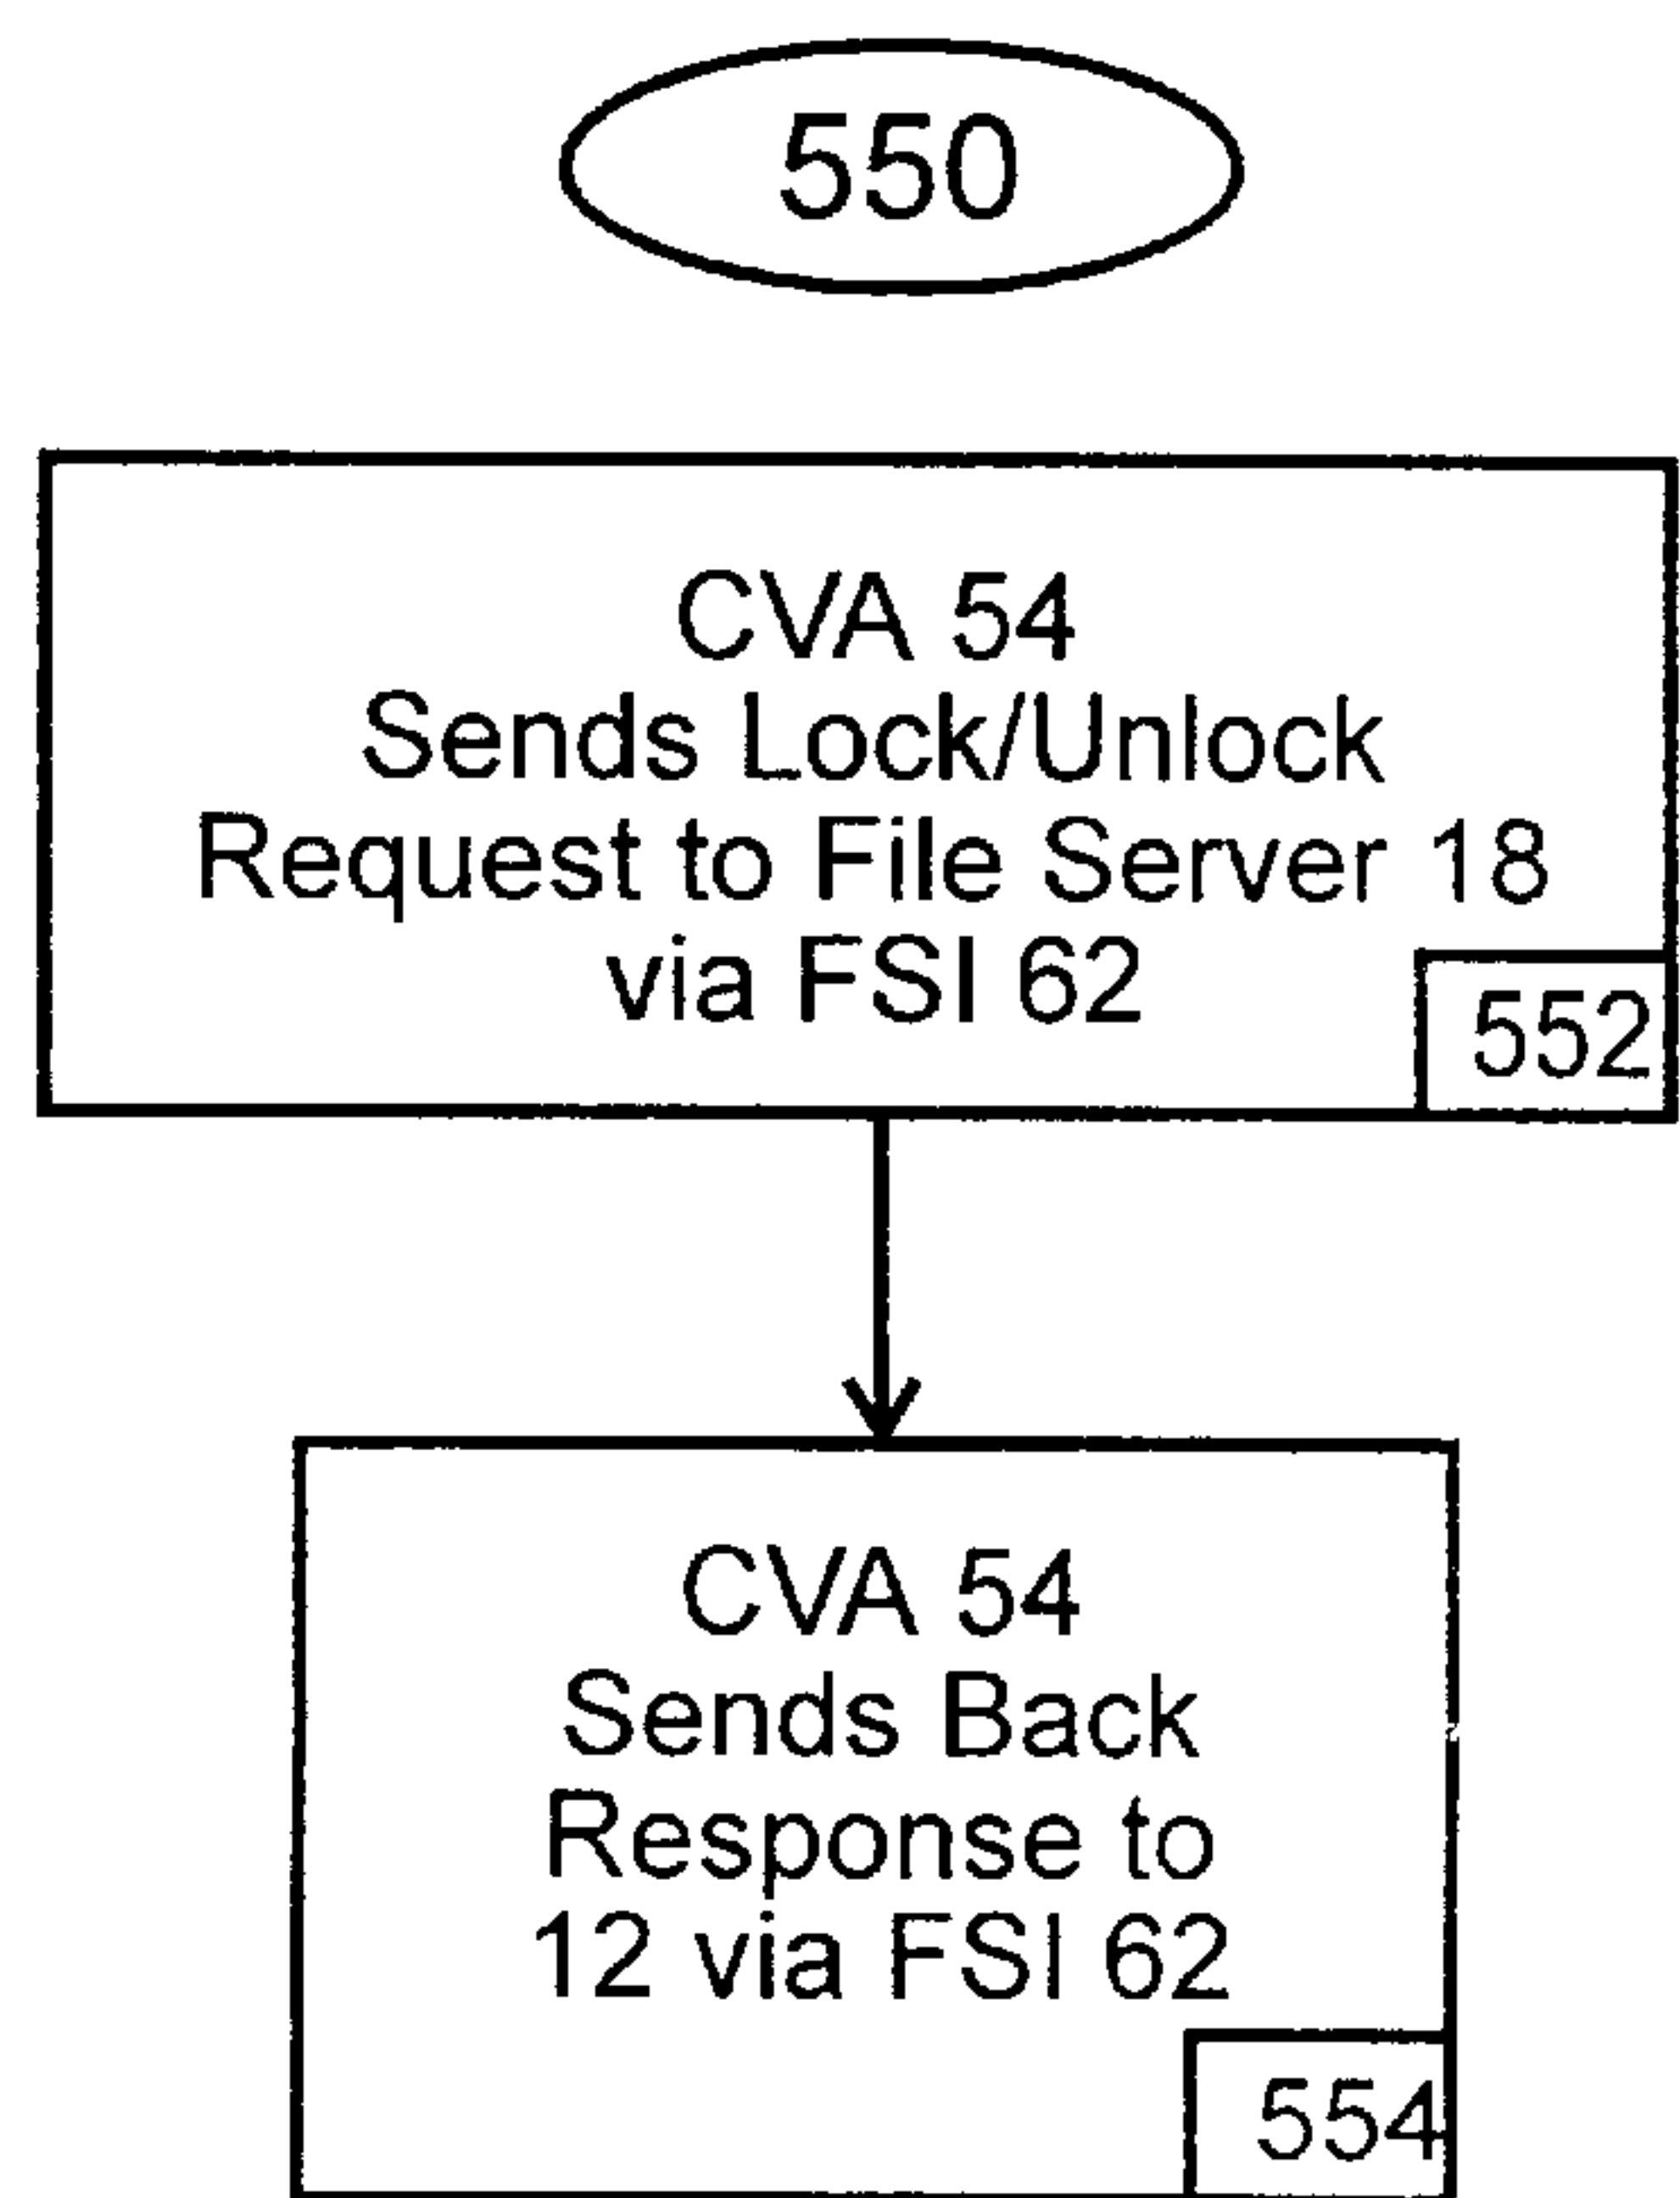 550
CVA 54
Sends Lock/Unlock
Request to File Server 18
via FSI 62
552
CVA 54
Sends Back
Response to
12 via FSI 62
554